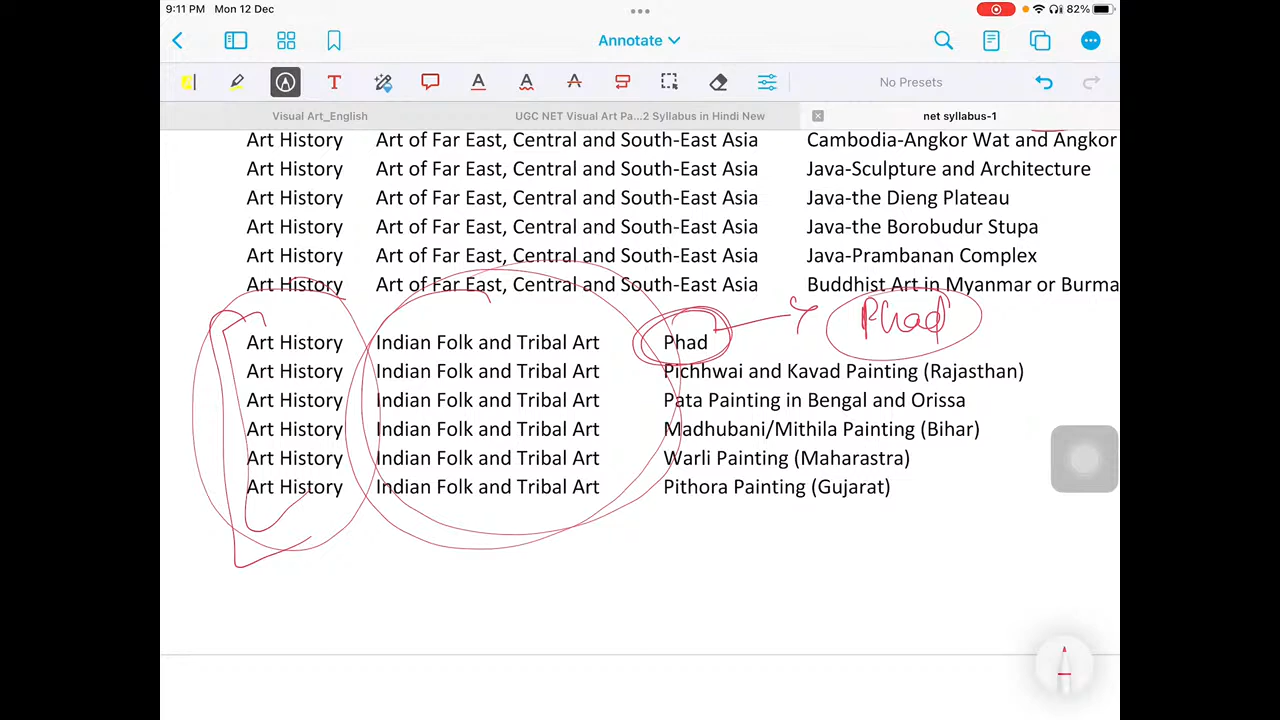 9:11 PM Mon 12 Dec 82%
Annotate
T A A A No Presets
Visual Art_English UGC NET Visual Art Pa...2 Syllabus in Hindi New net syllabus-1
Art History Art of Far East, Central and South-East Asia Cambodia-Angkor Wat and Angkor
Art History Art of Far East, Central and South-East Asia Java-Sculpture and Architecture
Art History Art of Far East, Central and South-East Asia Java-the Dieng Plateau
Art History Art of Far East, Central and South-East Asia Java-the Borobudur Stupa
Art History Art of Far East, Central and South-East Asia Java-Prambanan Complex
Art History Art of Far East, Central and South-East Asia Buddhist Art in Myanmar or Burma
Phad
Art History Indian Folk and Tribal Art Phad
Art History Indian Folk and Tribal Art Pichhwai and Kavad Painting (Rajasthan)
Art History Indian Folk and Tribal Art Pata Painting in Bengal and Orissa
Art History Indian Folk and Tribal Art Madhubani/Mithila Painting (Bihar)
Art History Indian Folk and Tribal Art Warli Painting (Maharastra)
Art History Indian Folk and Tribal Art Pithora Painting (Gujarat)